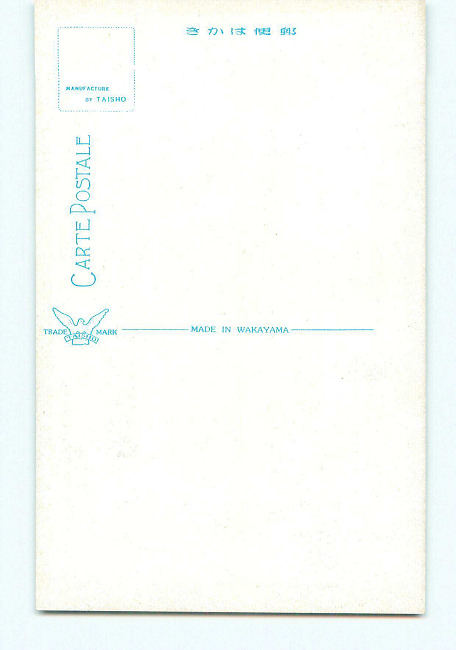 郵便はかき
MANUFACTURE
BY TAISHO
CARTE POSTALE
TRADE MARK
MADE IN WAKAYAMA